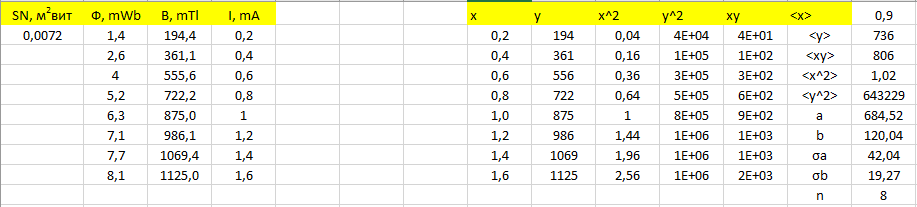 SN, м²вит Ф, mWb B, mTl I, mA x y x^2 y^2 xy <x> 0,9
0,0072 1,4 194,4 0,2 0,2 194 0,04 4E+04 4E+01 <y> 736
2,6 361,1 0,4 0,4 361 0,16 1E+05 1E+02 <xy> 806
4 555,6 0,6 0,6 556 0,36 3E+05 3E+02 <x^2> 1,02
5,2 722,2 0,8 0,8 722 0,64 5E+05 6E+02 <y^2> 643229
6,3 875,0 1 1,0 875 1 8E+05 9E+02 a 684,52
7,1 986,1 1,2 1,2 986 1,44 1E+06 1E+03 b 120,04
7,7 1069,4 1,4 1,4 1069 1,96 1E+06 1E+03 σa 42,04
8,1 1125,0 1,6 1,6 1125 2,56 1E+06 2E+03 σb 19,27
n 8